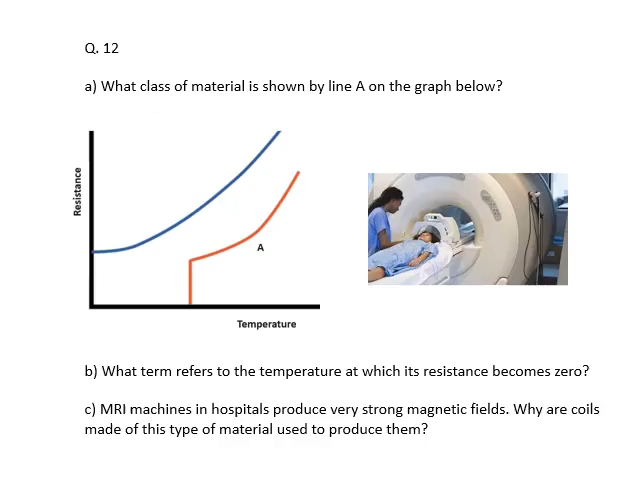 Q. 12
a) What class of material is shown by line A on the graph below?
Resistance
A
Temperature
b) What term refers to the temperature at which its resistance becomes zero?
c) MRI machines in hospitals produce very strong magnetic fields. Why are coils
made of this type of material used to produce them?